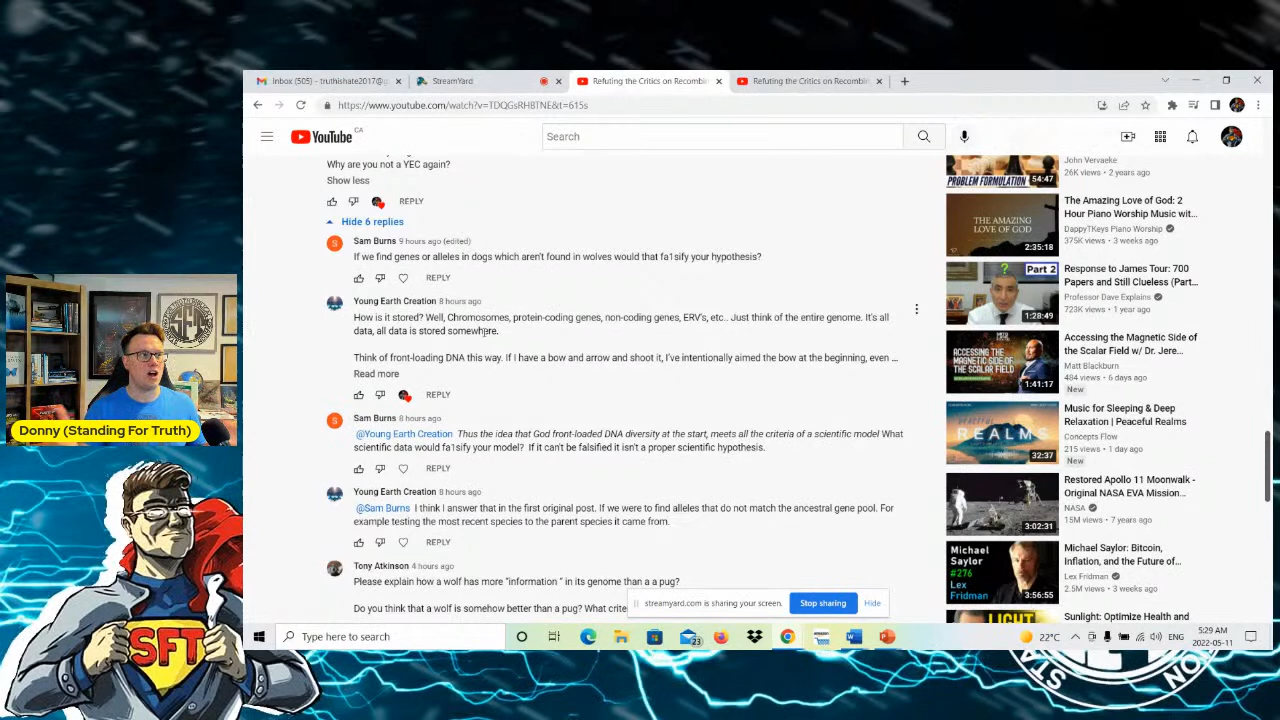 Inbox (505) - truthishate2017@g
StreamYard
Refuting the Critics on Recombin
Refuting the Critics on Recombin
https://www.youtube.com/watch?v=TDQGsRH8TNE&t=615s
YouTube CA
Search
Why are you not a YEC again?
Show less
REPLY
Hide 6 replies
S
Sam Burns 9 hours ago (edited)
If we find genes or alleles in dogs which aren't found in wolves would that fa1sify your hypothesis?
REPLY
Young Earth Creation 8 hours ago
How is it stored? Well, Chromosomes, protein-coding genes, non-coding genes, ERV's, etc.. Just think of the entire genome. It's all
data, all data is stored somewhere.
Think of front-loading DNA this way. If I have a bow and arrow and shoot it, I've intentionally aimed the bow at the beginning, even ...
Read more
REPLY
S
Sam Burns 8 hours ago
@Young Earth Creation Thus the idea that God front-loaded DNA diversity at the start, meets all the criteria of a scientific model What
scientific data would fa1sify your model? If it can't be falsified it isn't a proper scientific hypothesis.
REPLY
Young Earth Creation 8 hours ago
@Sam Burns I think I answer that in the first original post. If we were to find alleles that do not match the ancestral gene pool. For
example testing the most recent species to the parent species it came from.
REPLY
Tony Atkinson 4 hours ago
Please explain how a wolf has more "information " in its genome than a a pug?
Do you think that a wolf is somehow better than a pug? What crite
streamyard.com is sharing your screen.
Stop sharing
Hide
PROBLEM FORMULATION
54:47
John Vervaeke
26K views • 2 years ago
THE AMAZING
LOVE OF GOD
2:35:18
The Amazing Love of God: 2
Hour Piano Worship Music wit...
DappyTKeys Piano Worship
375K views • 3 weeks ago
?
Part 2
1:28:49
Response to James Tour: 700
Papers and Still Clueless (Part...
Professor Dave Explains
723K views • 1 year ago
ACCESSING THE
MAGNETIC SIDE OF
THE SCALAR FIELD
1:41:17
Accessing the Magnetic Side of
the Scalar Field w/ Dr. Jere...
Matt Blackburn
484 views • 6 days ago
New
PEACEFUL
REALMS
32:37
Music for Sleeping & Deep
Relaxation | Peaceful Realms
Concepts Flow
215 views • 1 day ago
New
3:02:31
Restored Apollo 11 Moonwalk -
Original NASA EVA Mission...
NASA
15M views • 7 years ago
Michael
Saylor
#276
Lex
Fridman
3:56:55
Michael Saylor: Bitcoin,
Inflation, and the Future of...
Lex Fridman
2.5M views • 3 weeks ago
LIGHT
Sunlight: Optimize Health and
Type here to search
23
22°C
ENG
5:29 AM
2022-05-11
Donny (Standing For Truth)
SFT